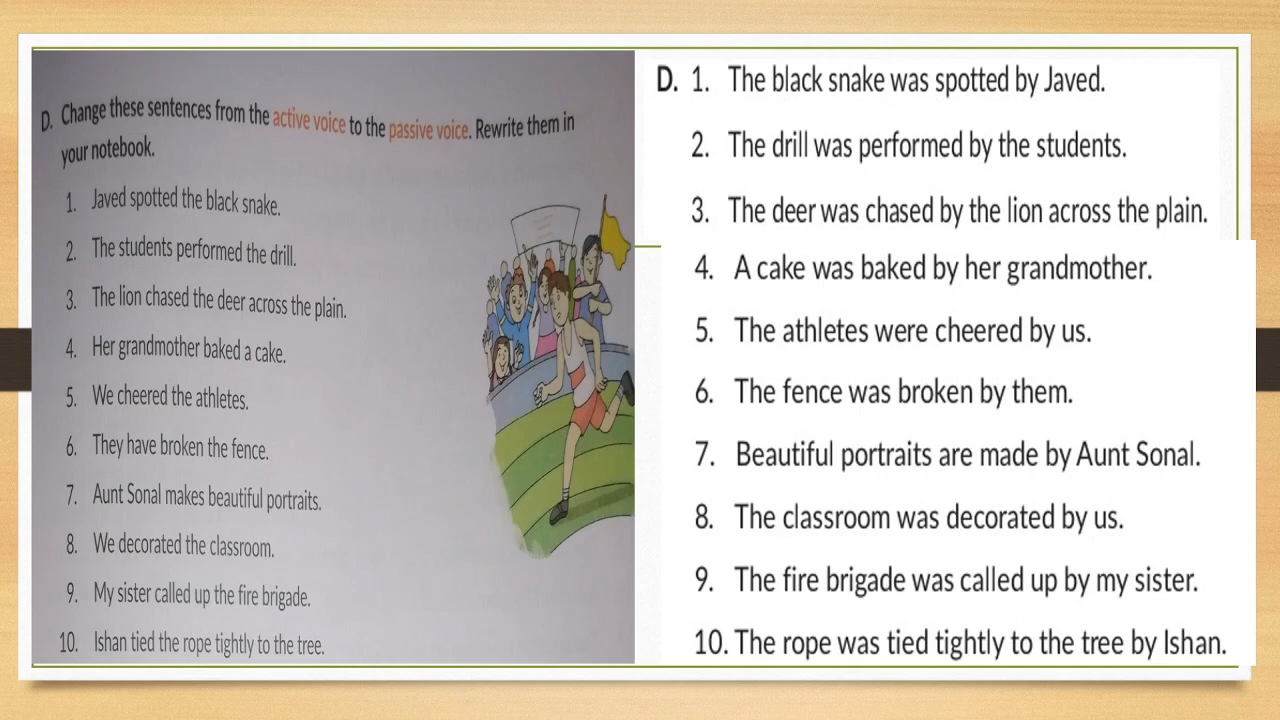 D. Change these sentences from the active voice to the passive voice. Rewrite them in
your notebook.
1. Javed spotted the black snake.
2. The students performed the drill.
3. The lion chased the deer across the plain.
4. Her grandmother baked a cake.
5. We cheered the athletes.
6. They have broken the fence.
7. Aunt Sonal makes beautiful portraits.
8. We decorated the classroom.
9. My sister called up the fire brigade.
10. Ishan tied the rope tightly to the tree.
D. 1. The black snake was spotted by Javed.
2. The drill was performed by the students.
3. The deer was chased by the lion across the plain.
4. A cake was baked by her grandmother.
5. The athletes were cheered by us.
6. The fence was broken by them.
7. Beautiful portraits are made by Aunt Sonal.
8. The classroom was decorated by us.
9. The fire brigade was called up by my sister.
10. The rope was tied tightly to the tree by Ishan.